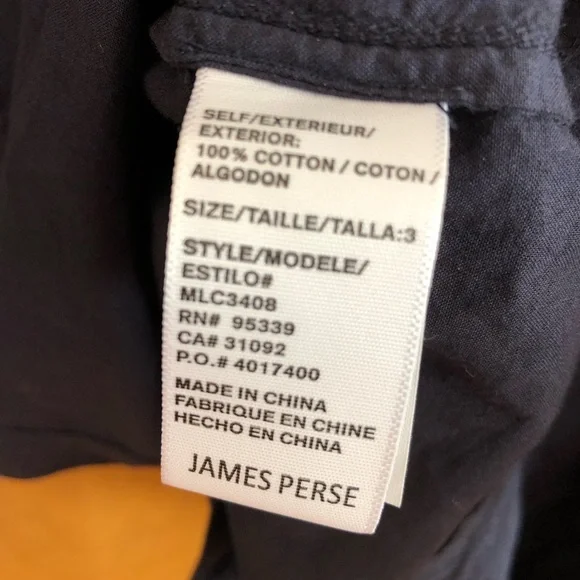 SELF/EXTERIEUR/
EXTERIOR:
100% COTTON / COTON /
ALGODON
SIZE/TAILLE/TALLA:3
STYLE/MODELE/
ESTILO#
MLC3408
RN# 95339
CA# 31092
P.O.# 4017400
MADE IN CHINA
FABRIQUE EN CHINE
HECHO EN CHINA
JAMES PERSE